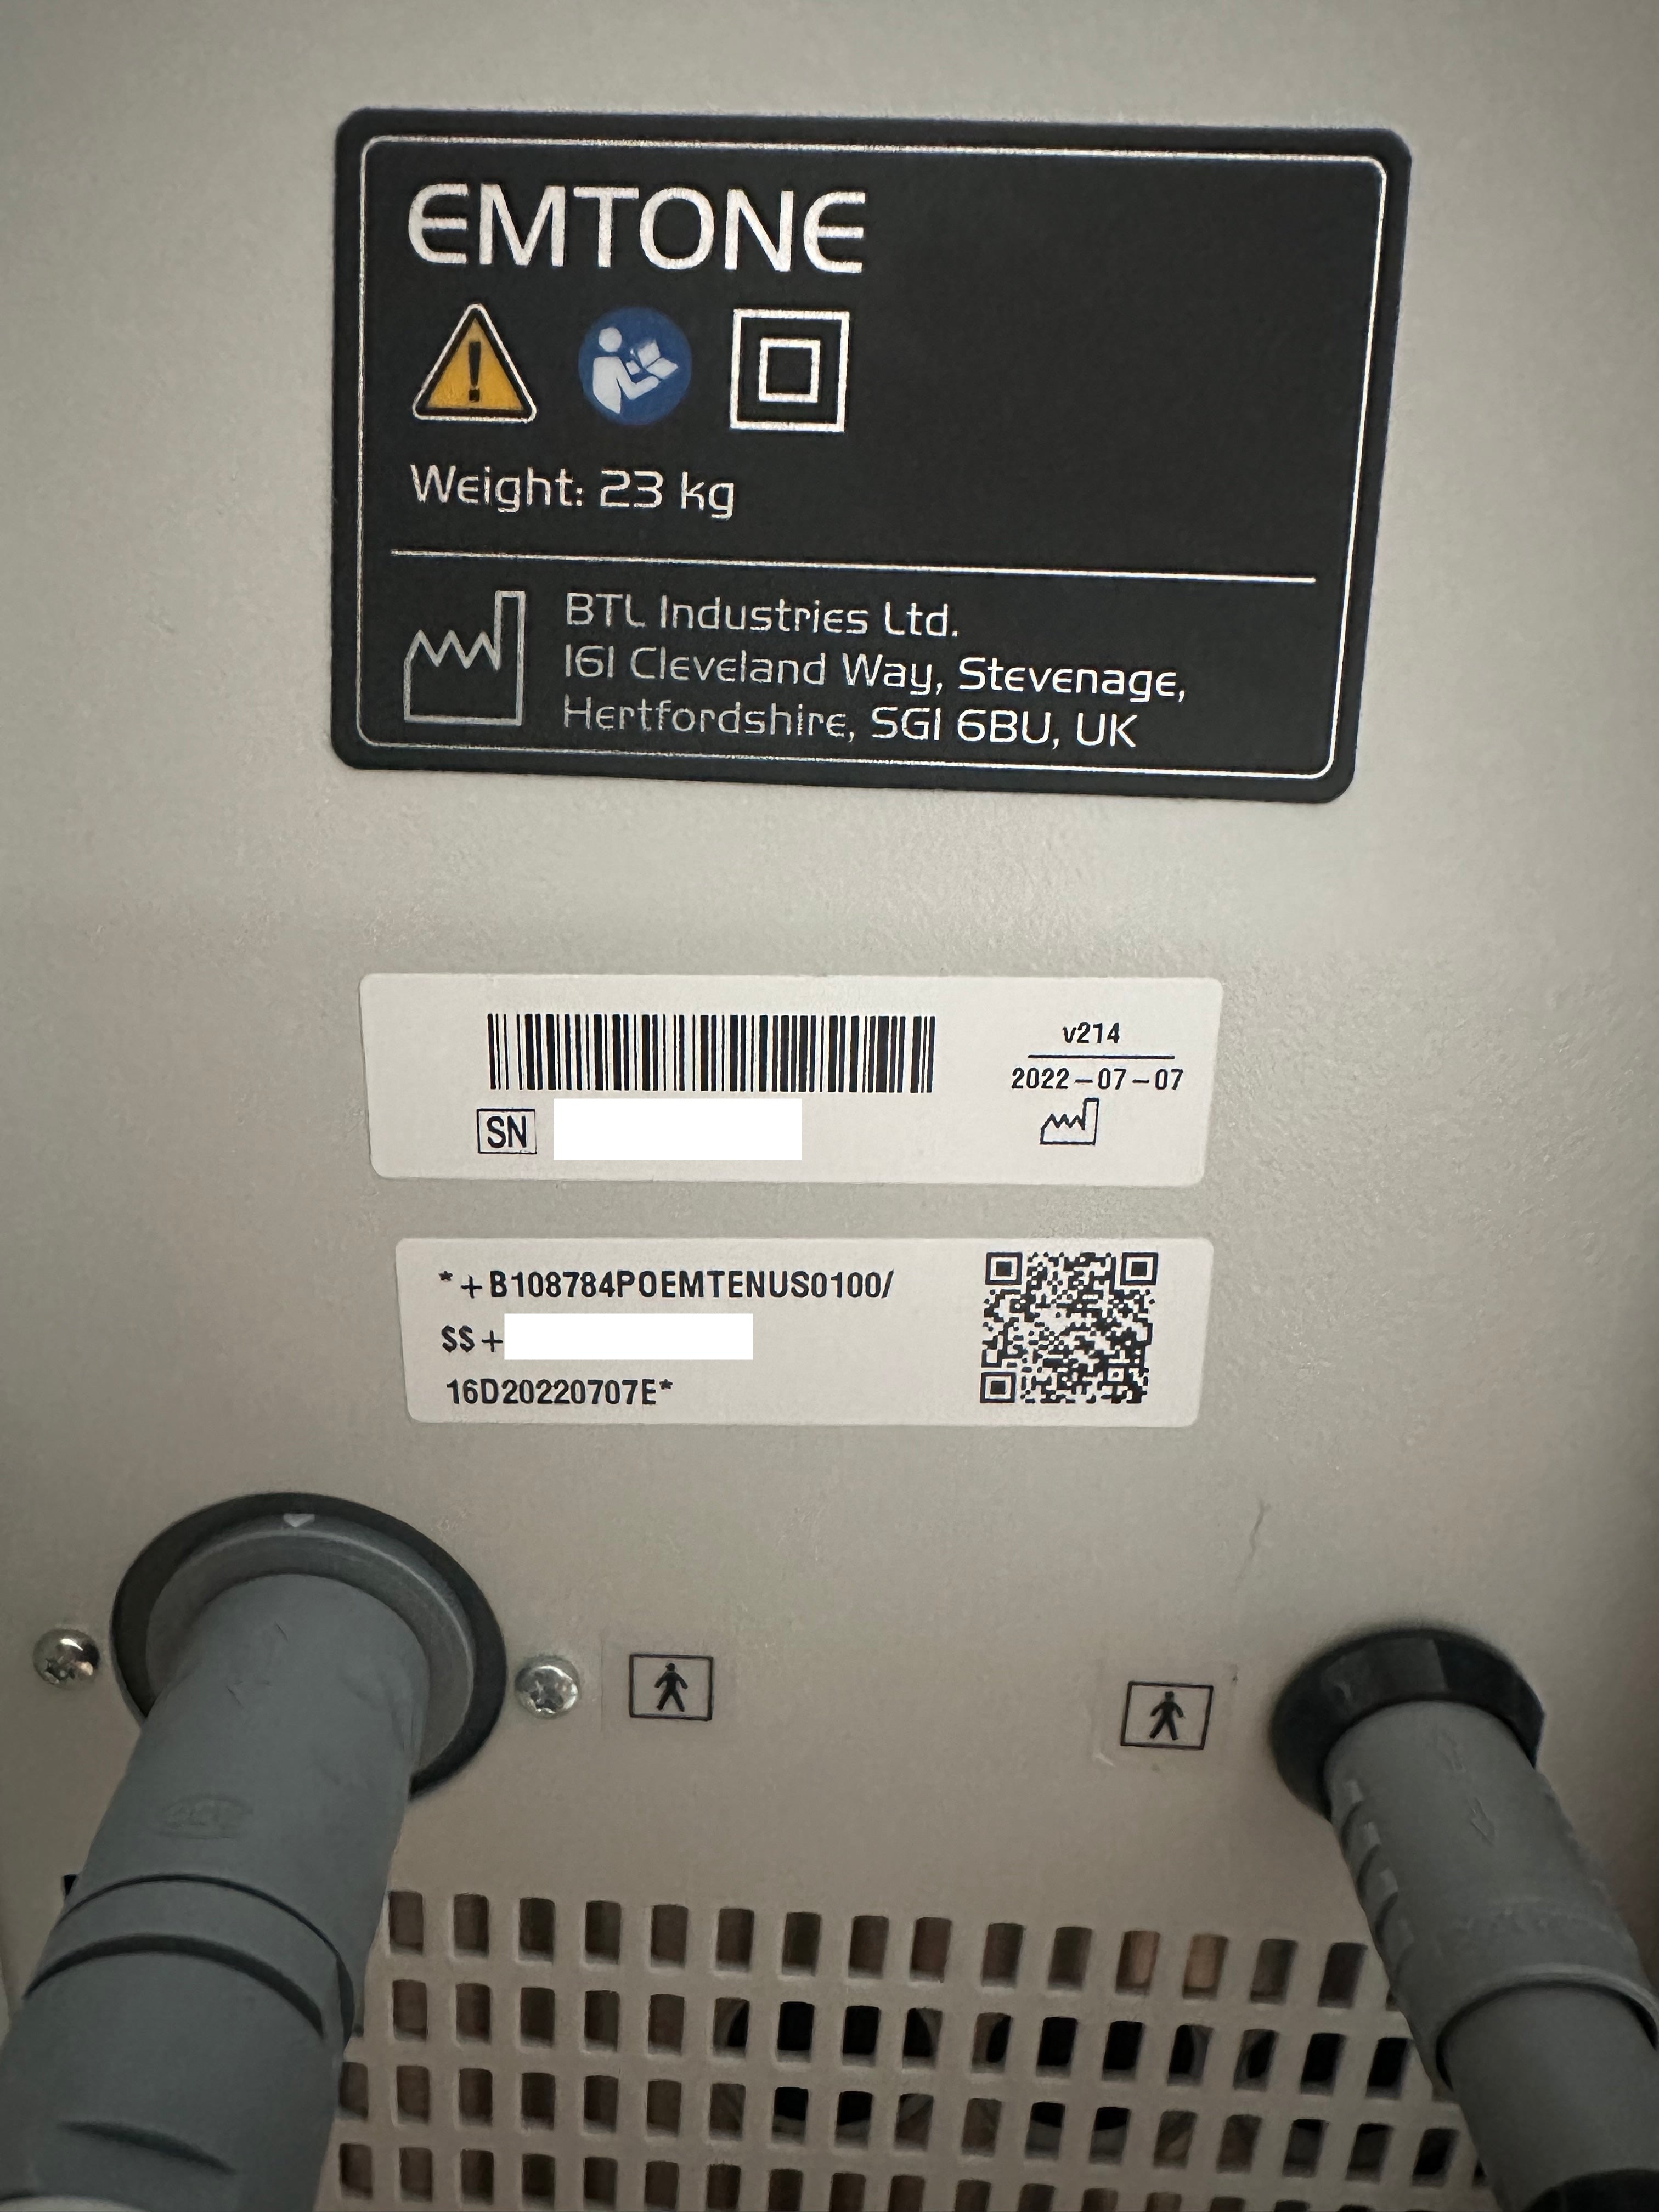 EMTONE
Weight: 23 kg
BTL Industries Ltd.
161 Cleveland Way, Stevenage,
Hertfordshire, SG1 6BU, UK
v214
2022-07-07
SN
*+B108784POEMTENUS0100/
SS+
16D20220707E*